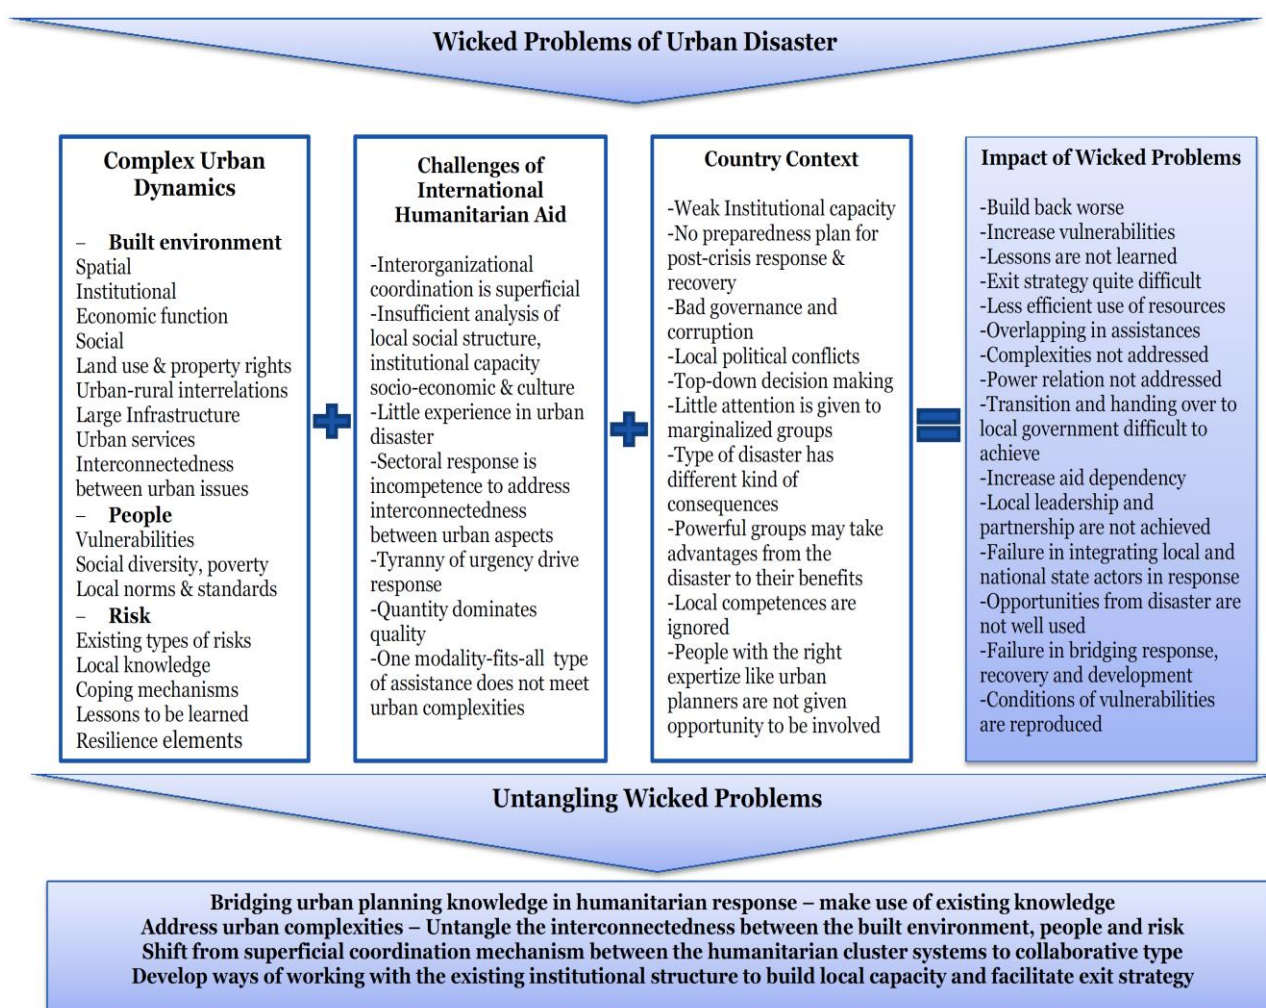 Wicked Problems of Urban Disaster
Complex Urban
Dynamics
– Built environment
Spatial
Institutional
Economic function
Social
Land use & property rights
Urban-rural interrelations
Large Infrastructure
Urban services
Interconnectedness
between urban issues
– People
Vulnerabilities
Social diversity, poverty
Local norms & standards
– Risk
Existing types of risks
Local knowledge
Coping mechanisms
Lessons to be learned
Resilience elements
Challenges of
International
Humanitarian Aid
-Interorganizational
coordination is superficial
-Insufficient analysis of
local social structure,
institutional capacity
socio-economic & culture
-Little experience in urban
disaster
-Sectoral response is
incompetence to address
interconnectedness
between urban aspects
-Tyranny of urgency drive
response
-Quantity dominates
quality
-One modality-fits-all type
of assistance does not meet
urban complexities
Country Context
-Weak Institutional capacity
-No preparedness plan for
post-crisis response &
recovery
-Bad governance and
corruption
-Local political conflicts
-Top-down decision making
-Little attention is given to
marginalized groups
-Type of disaster has
different kind of
consequences
-Powerful groups may take
advantages from the
disaster to their benefits
-Local competences are
ignored
-People with the right
expertize like urban
planners are not given
opportunity to be involved
Impact of Wicked Problems
-Build back worse
-Increase vulnerabilities
-Lessons are not learned
-Exit strategy quite difficult
-Less efficient use of resources
-Overlapping in assistances
-Complexities not addressed
-Power relation not addressed
-Transition and handing over to
local government difficult to
achieve
-Increase aid dependency
-Local leadership and
partnership are not achieved
-Failure in integrating local and
national state actors in response
-Opportunities from disaster are
not well used
-Failure in bridging response,
recovery and development
-Conditions of vulnerabilities
are reproduced
Untangling Wicked Problems
Bridging urban planning knowledge in humanitarian response – make use of existing knowledge
Address urban complexities – Untangle the interconnectedness between the built environment, people and risk
Shift from superficial coordination mechanism between the humanitarian cluster systems to collaborative type
Develop ways of working with the existing institutional structure to build local capacity and facilitate exit strategy